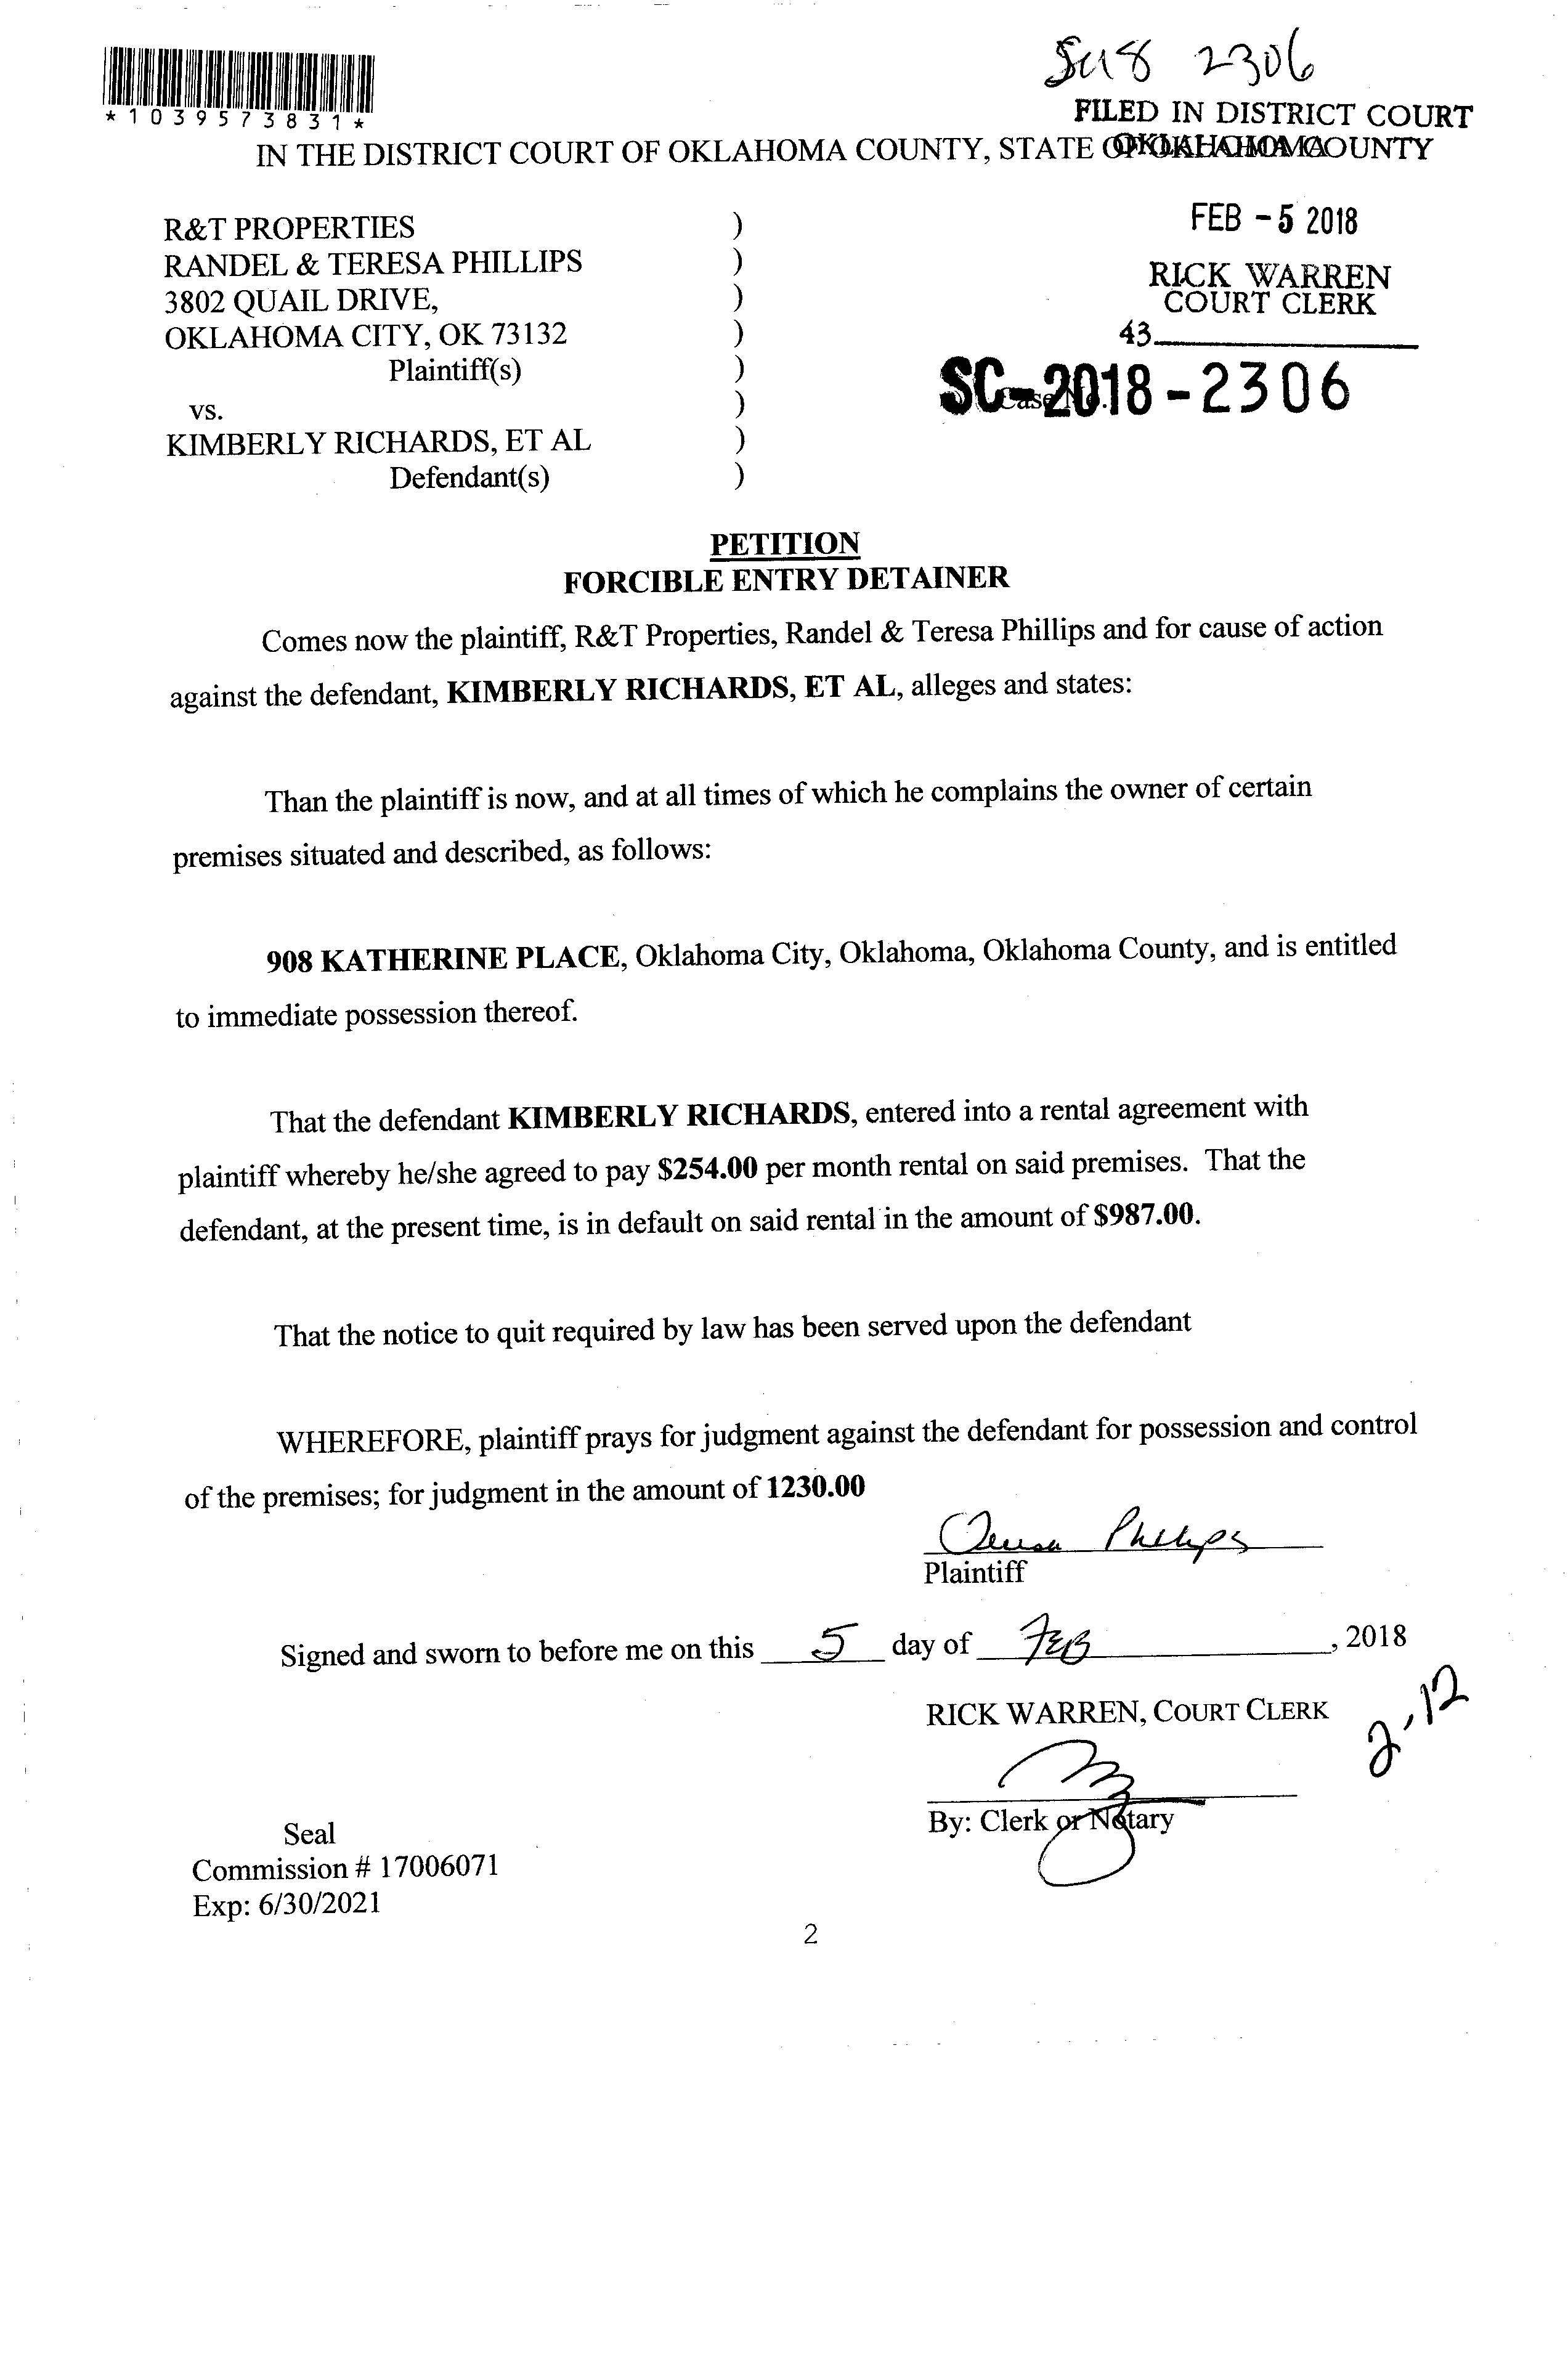 2306
*1039573831*
FILED IN DISTRICT COURT
OKLAHOMA COUNTY
IN THE DISTRICT COURT OF OKLAHOMA COUNTY, STATE OF OKLAHOMA
R&T PROPERTIES )
FEB -5 2018
RANDEL & TERESA PHILLIPS )
RICK WARREN
3802 QUAIL DRIVE, )
COURT CLERK
OKLAHOMA CITY, OK 73132 )
43
Plaintiff(s) )
vs. )
Case No.
SC-2018-2306
KIMBERLY RICHARDS, ET AL )
Defendant(s) )
PETITION
FORCIBLE ENTRY DETAINER
Comes now the plaintiff, R&T Properties, Randel & Teresa Phillips and for cause of action
against the defendant, KIMBERLY RICHARDS, ET AL, alleges and states:
Than the plaintiff is now, and at all times of which he complains the owner of certain
premises situated and described, as follows:
908 KATHERINE PLACE, Oklahoma City, Oklahoma, Oklahoma County, and is entitled
to immediate possession thereof.
That the defendant KIMBERLY RICHARDS, entered into a rental agreement with
plaintiff whereby he/she agreed to pay $254.00 per month rental on said premises. That the
defendant, at the present time, is in default on said rental in the amount of $987.00.
That the notice to quit required by law has been served upon the defendant
WHEREFORE, plaintiff prays for judgment against the defendant for possession and control
of the premises; for judgment in the amount of 1230.00
Teresa Phillips
Plaintiff
Signed and sworn to before me on this 5 day of FEB, 2018
RICK WARREN, COURT CLERK
2,12
By: Clerk or Notary
Seal
Commission # 17006071
Exp: 6/30/2021
2